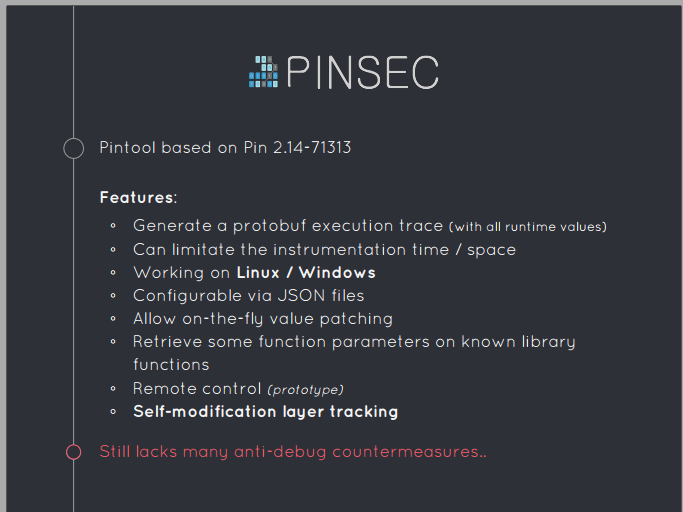 PINSEC
Pintool based on Pin 2.14-71313
Features:
Generate a protobuf execution trace (with all runtime values)
Can limitate the instrumentation time / space
Working on Linux / Windows
Configurable via JSON files
Allow on-the-fly value patching
Retrieve some function parameters on known library
functions
Remote control (prototype)
Self-modification layer tracking
Still lacks many anti-debug countermeasures..